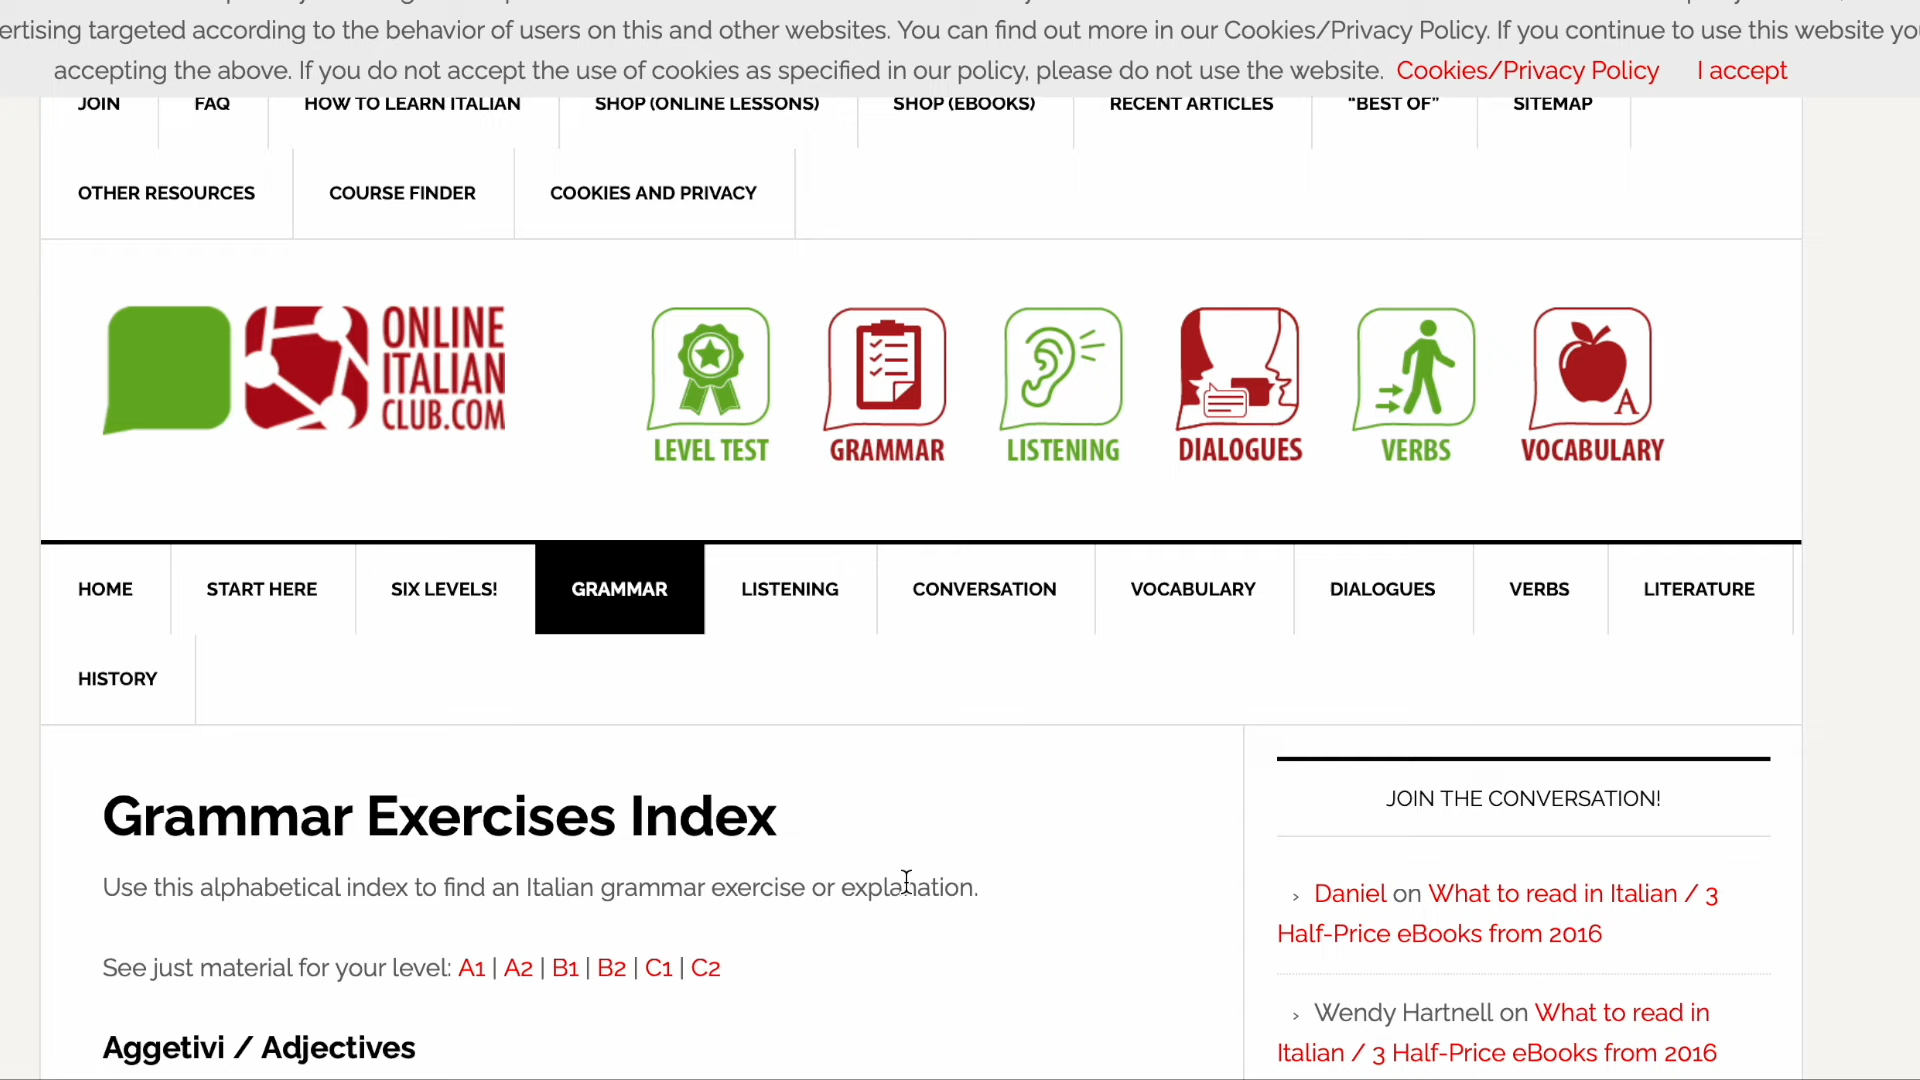 ertising targeted according to the behavior of users on this and other websites. You can find out more in our Cookies/Privacy Policy. If you continue to use this website
accepting the above. If you do not accept the use of cookies as specified in our policy, please do not use the website. Cookies/Privacy Policy I accept
JOIN FAQ HOW TO LEARN ITALIAN SHOP (ONLINE LESSONS) SHOP (EBOOKS) RECENT ARTICLES “BEST OF” SITEMAP
OTHER RESOURCES COURSE FINDER COOKIES AND PRIVACY
ONLINE
ITALIAN
CLUB.COM
LEVEL TEST GRAMMAR LISTENING DIALOGUES VERBS VOCABULARY
HOME START HERE SIX LEVELS! GRAMMAR LISTENING CONVERSATION VOCABULARY DIALOGUES VERBS LITERATURE
HISTORY
Grammar Exercises Index
Use this alphabetical index to find an Italian grammar exercise or explanation.
See just material for your level: A1 | A2 | B1 | B2 | C1 | C2
Aggetivi / Adjectives
JOIN THE CONVERSATION!
› Daniel on What to read in Italian / 3
Half-Price eBooks from 2016
› Wendy Hartnell on What to read in
Italian / 3 Half-Price eBooks from 2016